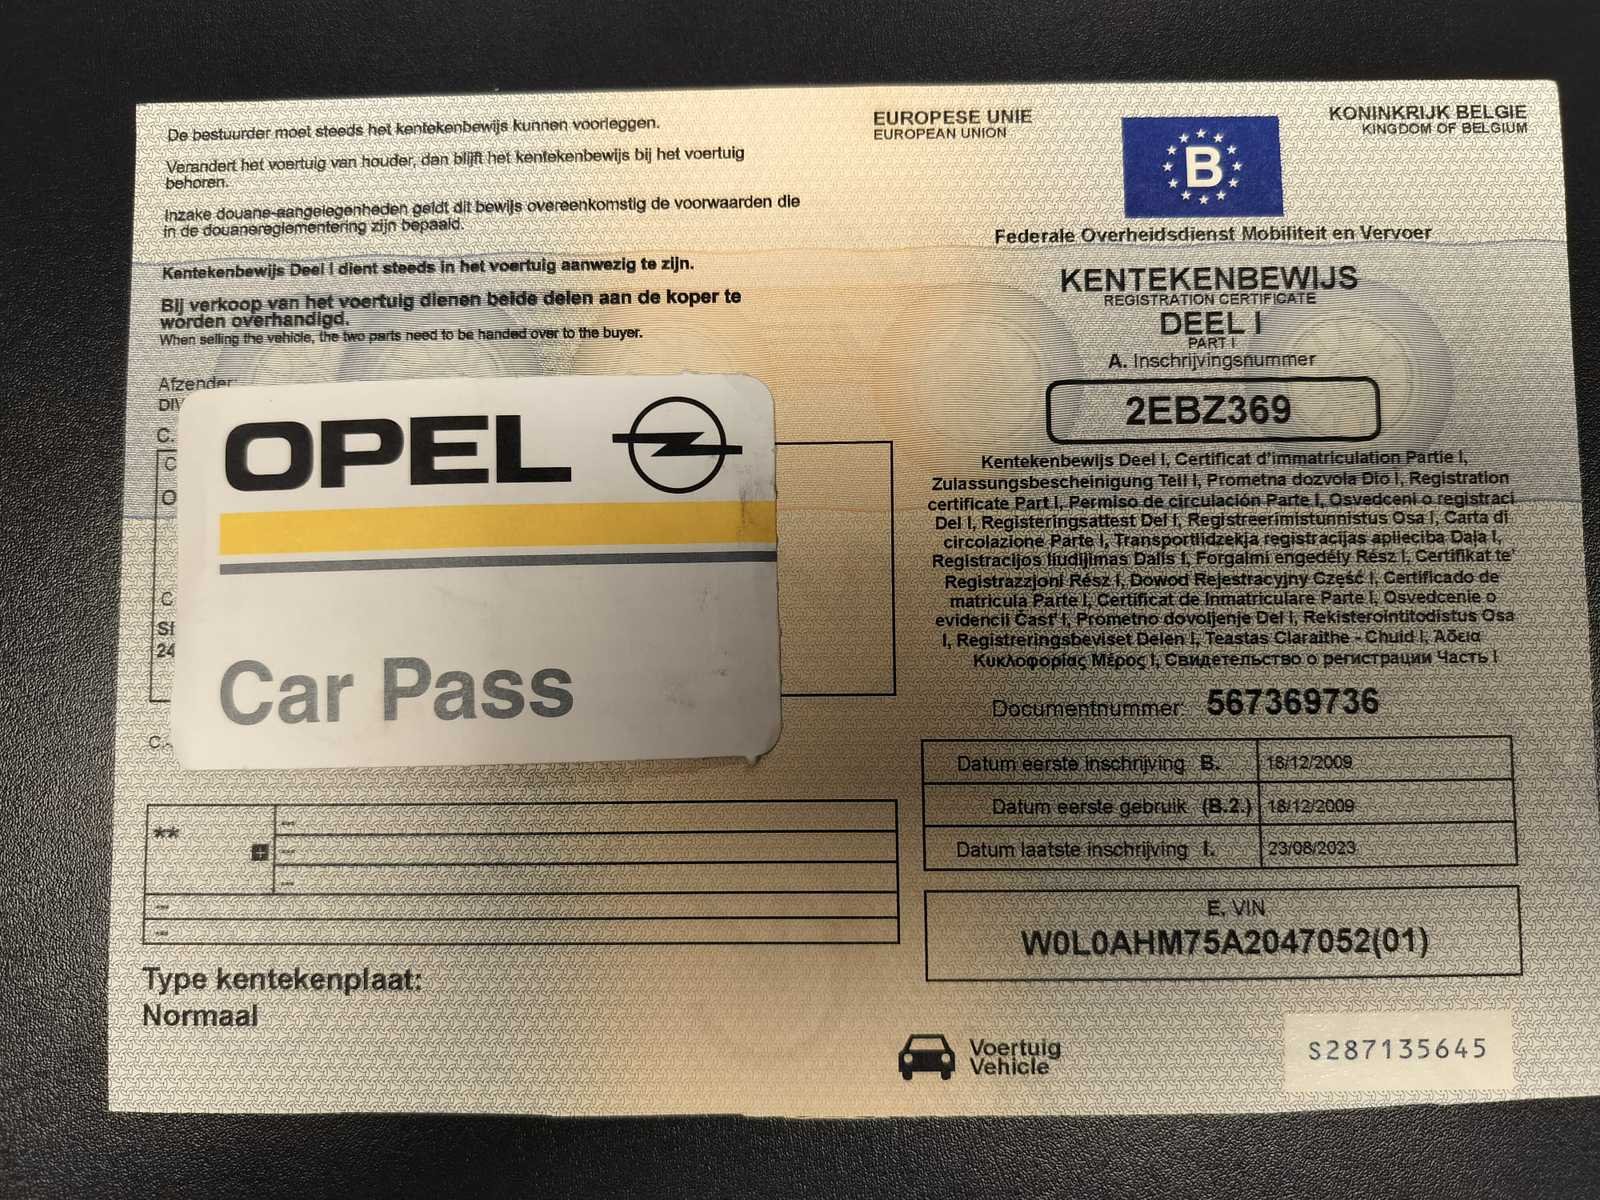 De bestuurder moet steeds het kentekenbewijs kunnen voorleggen.
Verandert het voertuig van houder, dan blijft het kentekenbewijs bij het voertuig
behoren.
Inzake douane-aangelegenheden geldt dit bewijs overeenkomstig de voorwaarden die
in de douanereglementering zijn bepaald.
Kentekenbewijs Deel I dient steeds in het voertuig aanwezig te zijn.
Bij verkoop van het voertuig dienen beide delen aan de koper te
worden overhandigd.
When selling the vehicle, the two parts need to be handed over to the buyer.
Afzender:
DIV
C.
C
O
C
SI
24
C.-
OPEL
Car Pass
**
---
---
---
---
---
Type kentekenplaat:
Normaal
EUROPESE UNIE
EUROPEAN UNION
B
KONINKRIJK BELGIE
KINGDOM OF BELGIUM
Federale Overheidsdienst Mobiliteit en Vervoer
KENTEKENBEWIJS
REGISTRATION CERTIFICATE
DEEL I
PART I
A. Inschrijvingsnummer
2EBZ369
Kentekenbewijs Deel I, Certificat d'immatriculation Partie I,
Zulassungsbescheinigung Teil I, Prometna dozvola Dio I, Registration
certificate Part I, Permiso de circulación Parte I, Osvedceni o registraci
Del I, Registeringsattest Del I, Registreerimistunnistus Osa I, Carta di
circolazione Parte I, Transportlidzekja registracijas aplieciba Daļa I,
Registracijos liudijimas Dalis I, Forgalmi engedély Rész I, Certifikat te'
Registrazzjoni Rész I, Dowod Rejestracyjny Część I, Certificado de
matricula Parte I, Certificat de Inmatriculare Parte I, Osvedcenie o
evidencii Čast' I, Prometno dovoljenje Del I, Rekisterointitodistus Osa
I, Registreringsbeviset Delen I, Teastas Claraithe - Chuid I, Άδεια
Κυκλοφορίας Μέρος I, Свидетельство о регистрации Часть I
Documentnummer: 567369736
Datum eerste inschrijving B. 18/12/2009
Datum eerste gebruik (B.2.) 18/12/2009
Datum laatste inschrijving I. 23/08/2023
E. VIN
W0L0AHM75A2047052(01)
Voertuig
Vehicle
S287135645